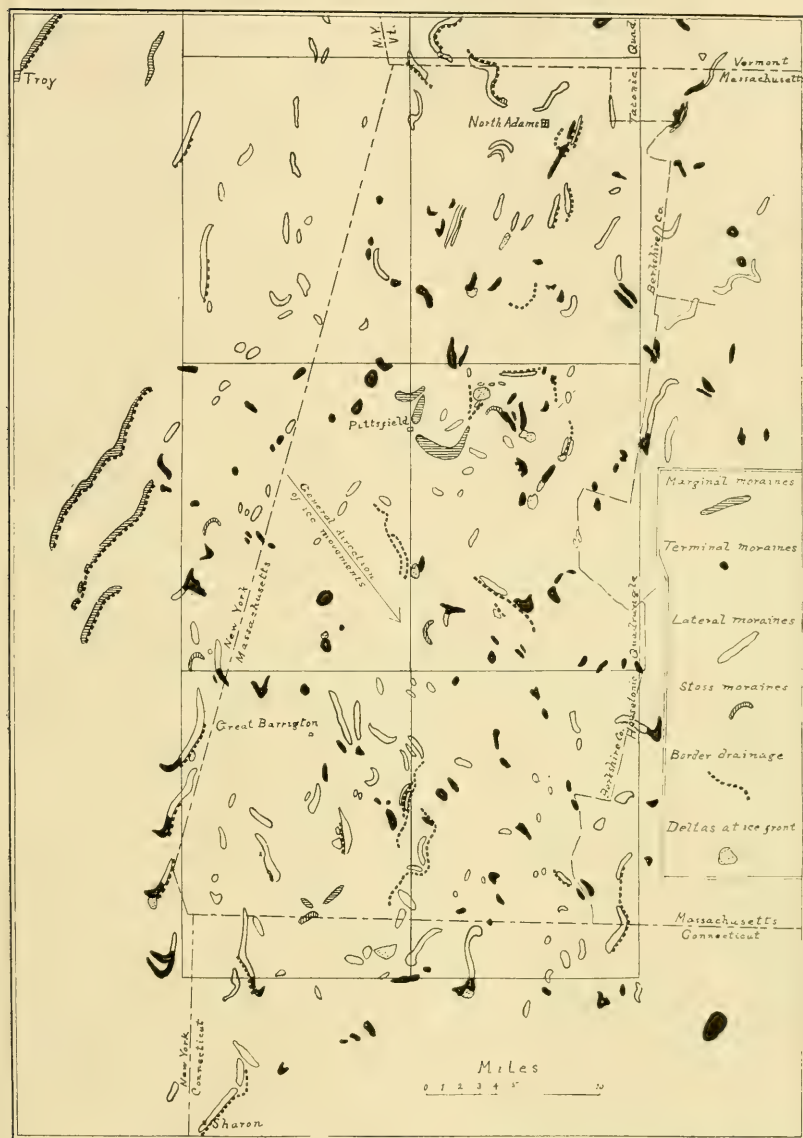 Troy
N.Y.
Vt.
Taconic Quad
Vermont
Massachusetts
North Adams
Berkshire Co.
Pittsfield
General direction
of ice movements
New York
Massachusetts
Marginal moraines
Terminal moraines
Lateral moraines
Stoss moraines
Border drainage
Deltas at ice front
Housatonic Quadrangle
Great Barrington
Berkshire Co.
Massachusetts
Connecticut
New York
Connecticut
Miles
0 1 2 3 4 5 10
Sharon